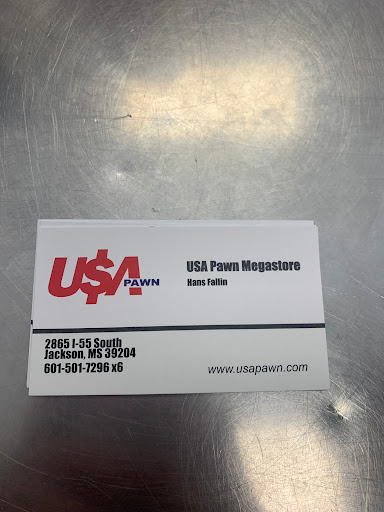 U$A
PAWN
USA Pawn Megastore
Hans Fallin
2865 I-55 South
Jackson, MS 39204
601-501-7296 x6
www.usapawn.com